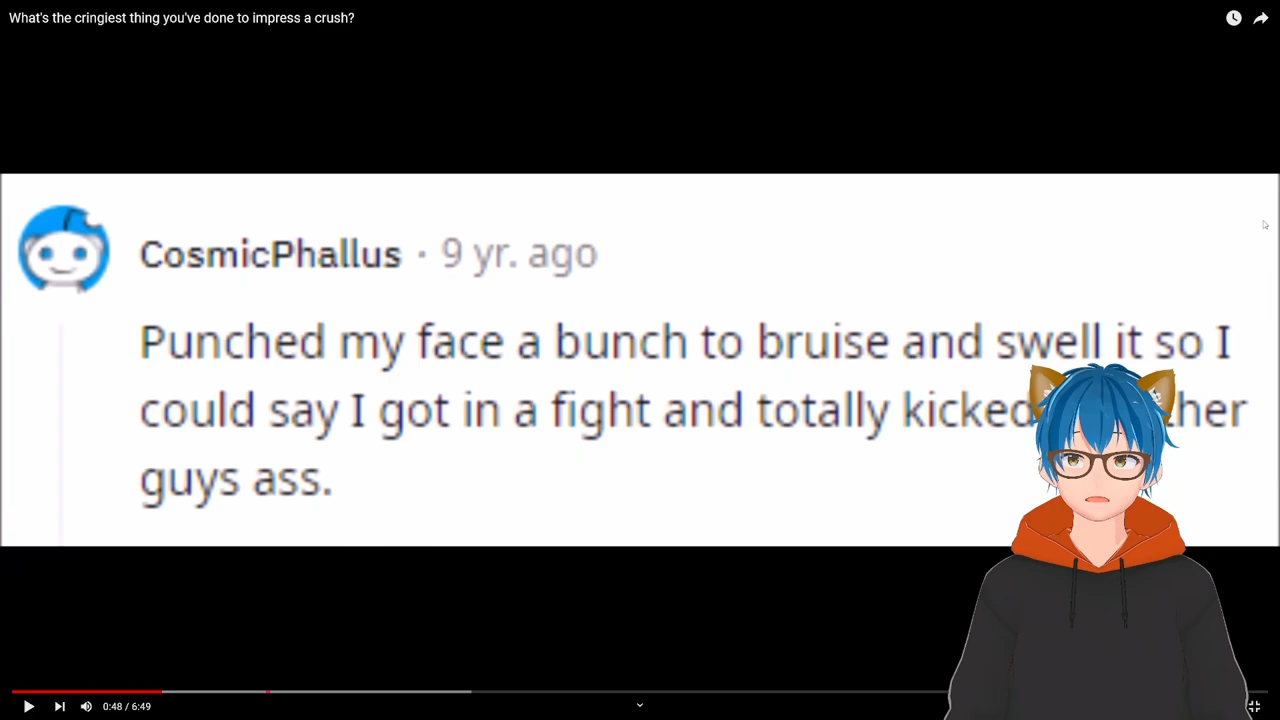 What's the cringiest thing you've done to impress a crush?
CosmicPhallus · 9 yr. ago
Punched my face a bunch to bruise and swell it so I
could say I got in a fight and totally kicked ther
guys ass.
0:48 / 6:49